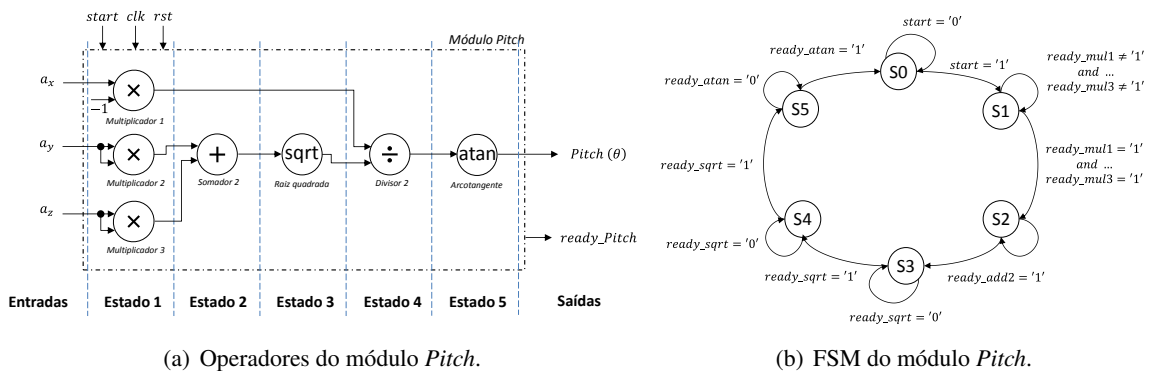 start clk rst
Módulo Pitch
a_x
−1
×
Multiplicador 1
a_y
×
Multiplicador 2
+
Somador 2
sqrt
Raiz quadrada
÷
Divisor 2
atan
Arcotangente
Pitch (θ)
a_z
×
Multiplicador 3
ready_Pitch
Entradas Estado 1 Estado 2 Estado 3 Estado 4 Estado 5 Saídas
(a) Operadores do módulo Pitch.
start = '0'
ready_atan = '1'
S0
start = '1'
ready_mul1 ≠ '1'
and ...
ready_mul3 ≠ '1'
ready_atan = '0'
S5
S1
ready_sqrt = '1'
ready_mul1 = '1'
and ...
ready_mul3 = '1'
S4
S2
ready_sqrt = '0'
S3
ready_sqrt = '1'
ready_add2 = '1'
ready_sqrt = '0'
(b) FSM do módulo Pitch.